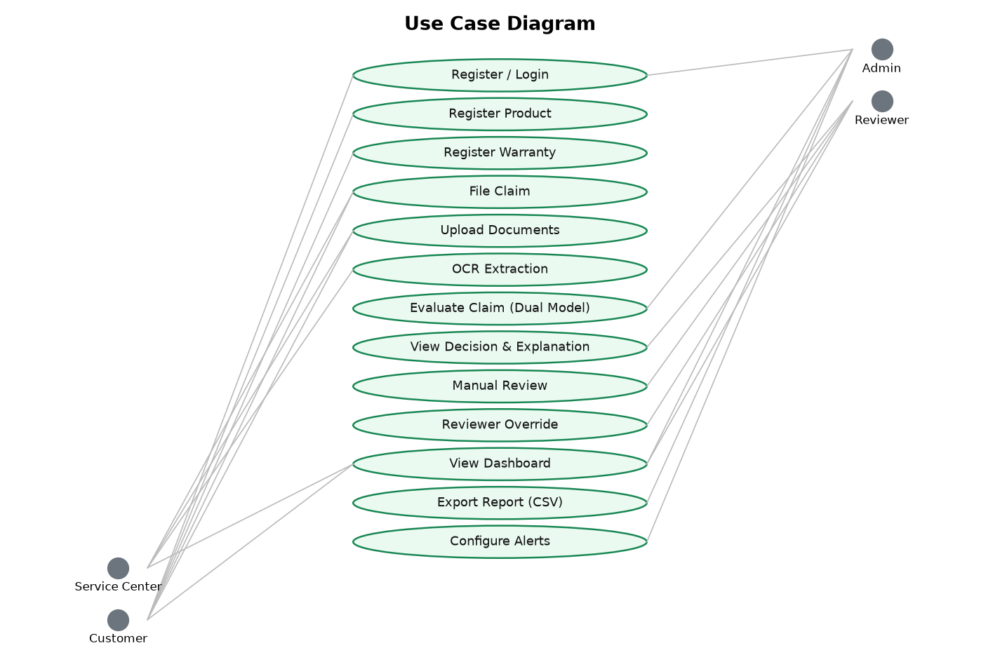 Use Case Diagram
Admin
Register / Login
Register Product
Reviewer
Register Warranty
File Claim
Upload Documents
OCR Extraction
Evaluate Claim (Dual Model)
View Decision & Explanation
Manual Review
Reviewer Override
View Dashboard
Export Report (CSV)
Configure Alerts
Service Center
Customer